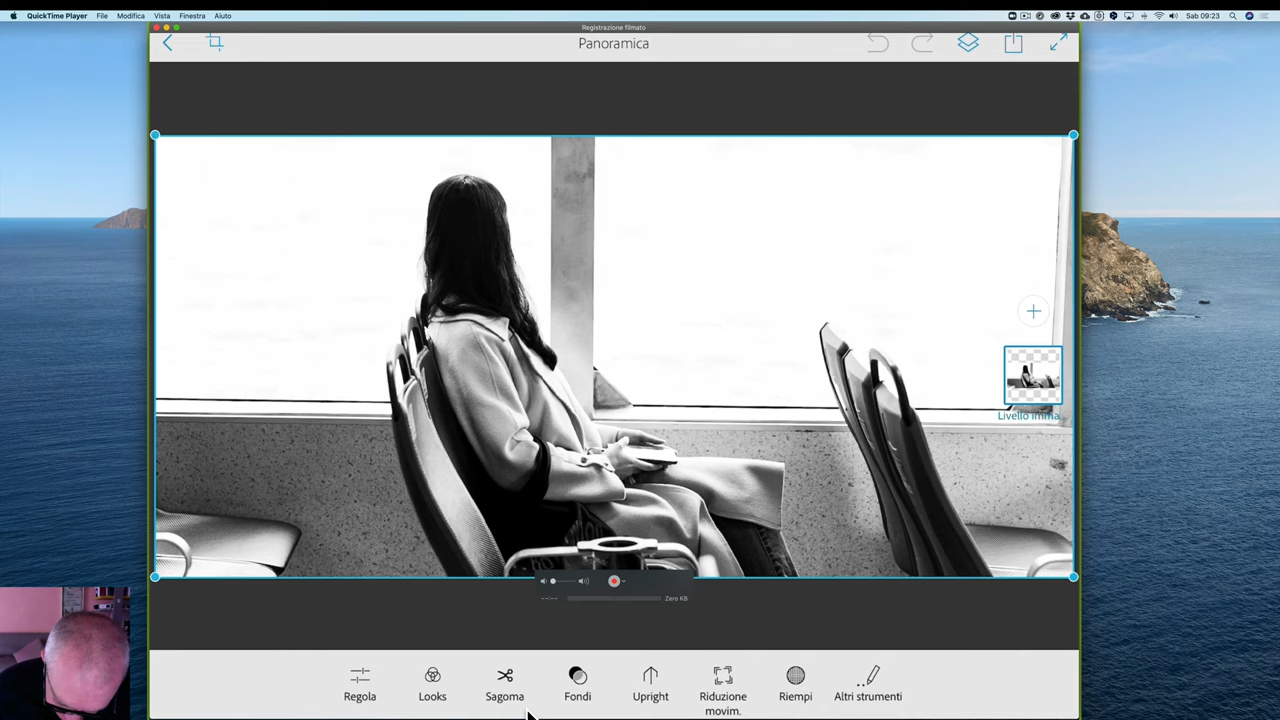 QuickTime Player File Modifica Vista Finestra Aiuto
Sab 09:23
Registrazione filmato
Panoramica
Livello imma
--:--
Zero KB
Regola
Looks
Sagoma
Fondi
Upright
Riduzione
movim.
Riempi
Altri strumenti